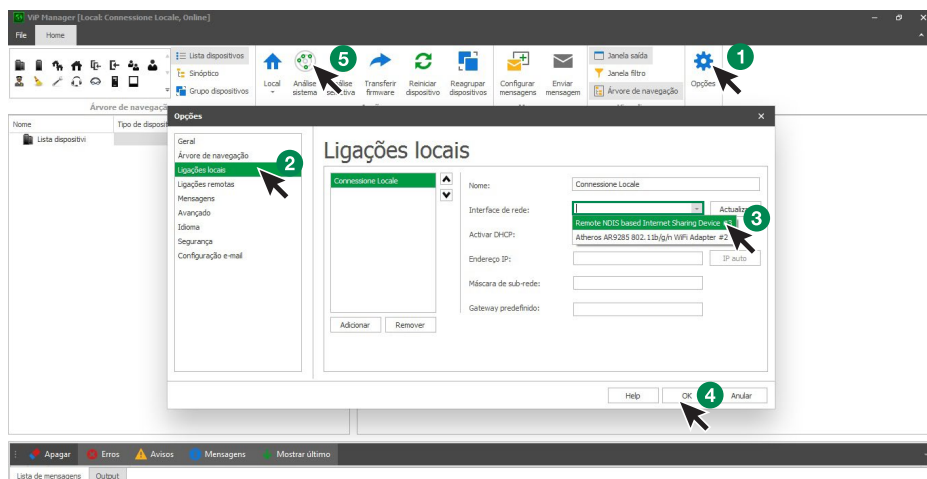 ViP Manager [Local: Connessione Locale, Online]
File Home
Lista dispositivos
Sinóptico
Grupo dispositivos
Local
Análise sistema
Transferir firmware
Reiniciar dispositivo
Reagrupar dispositivos
Configurar mensagens
Enviar mensagem
Janela saída
Janela filtro
Árvore de navegação
Opções
1
5
Árvore de navegaçã
Nome Tipo de disposit
Lista dispositivi
Opções
Geral
Árvore de navegação
Ligações locais
2
Ligações remotas
Mensagens
Avançado
Idioma
Segurança
Configuração e-mail
Ligações locais
Connessione Locale
Adicionar Remover
Nome: Connessione Locale
Interface de rede: Actualiza
Remote NDIS based Internet Sharing Device #3
3
Atheros AR9285 802.11b/g/n WiFi Adapter #2
Activar DHCP:
Endereço IP: IP auto
Máscara de sub-rede:
Gateway predefinido:
Help OK 4 Anular
Apagar Erros Avisos Mensagens Mostrar último
Lista de mensagens Output